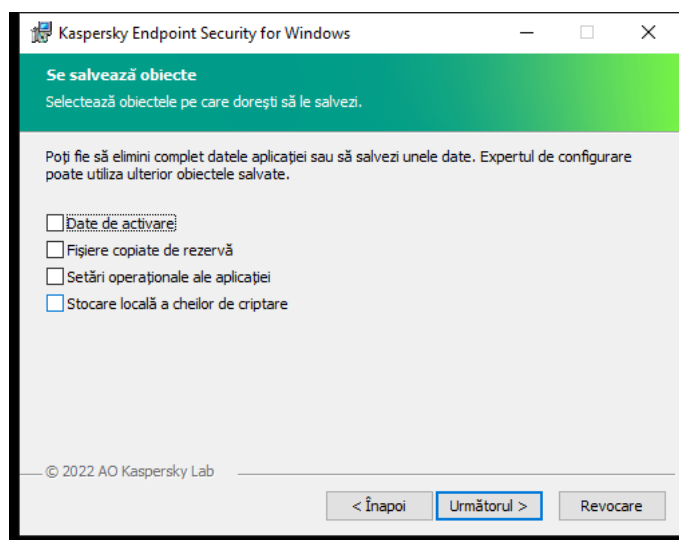 Kaspersky Endpoint Security for Windows
Se salvează obiecte
Selectează obiectele pe care dorești să le salvezi.
Poți fie să elimini complet datele aplicației sau să salvezi unele date. Expertul de configurare
poate utiliza ulterior obiectele salvate.
Date de activare
Fișiere copiate de rezervă
Setări operaționale ale aplicației
Stocare locală a cheilor de criptare
© 2022 AO Kaspersky Lab
< Înapoi Următorul > Revocare